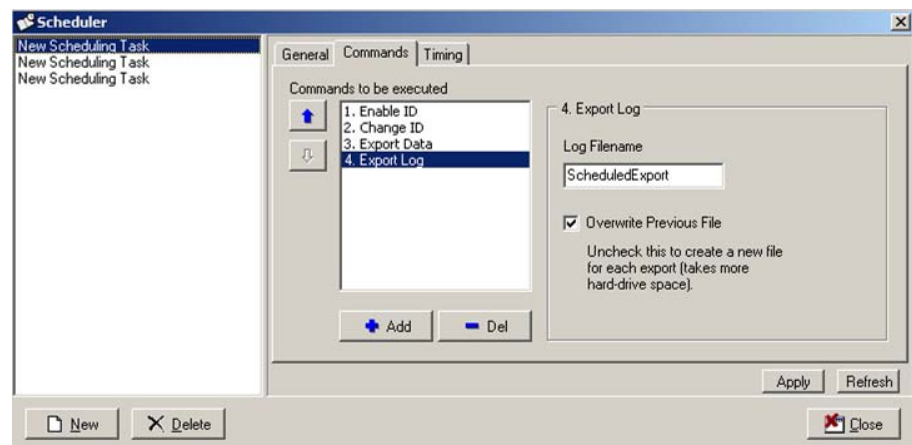 Scheduler
New Scheduling Task
New Scheduling Task
New Scheduling Task
General
Commands
Timing
Commands to be executed
1. Enable ID
2. Change ID
3. Export Data
4. Export Log
4. Export Log
Log Filename
ScheduledExport
Overwrite Previous File
Uncheck this to create a new file
for each export (takes more
hard-drive space).
Add
Del
Apply
Refresh
New
Delete
Close